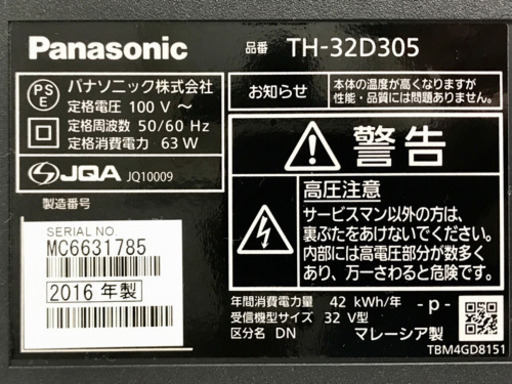 Panasonic 品番 TH-32D305
PS
E
パナソニック株式会社
定格電圧 100 V ～
定格周波数 50/60 Hz
定格消費電力 63 W
JQA JQ10009
製造番号
SERIAL NO.
MC6631785
2016 年製
お知らせ
本体の温度が高くなりますが
性能・品質には問題ありません。
警告
高圧注意
サービスマン以外の方は、
裏ぶたをあけないでください。
内部には高電圧部分が数多く
あり、万一さわると危険です。
年間消費電力量 42 kWh/年 - p -
受信機型サイズ 32 V型
区分名 DN マレーシア製
TBM4GD8151